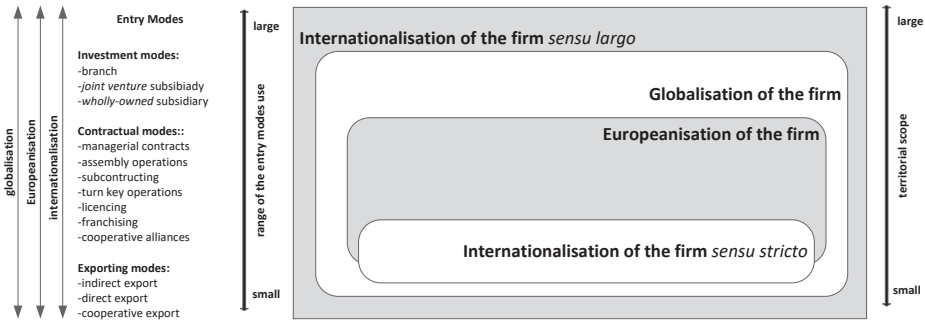 globalisation
Europeanisation
internationalisation
Entry Modes
Investment modes:
-branch
-joint venture subsibiady
-wholly-owned subsidiary
Contractual modes::
-managerial contracts
-assembly operations
-subcontructing
-turn key operations
-licencing
-franchising
-cooperative alliances
Exporting modes:
-indirect export
-direct export
-cooperative export
large
range of the entry modes use
small
Internationalisation of the firm sensu largo
Globalisation of the firm
Europeanisation of the firm
Internationalisation of the firm sensu stricto
large
territorial scope
small